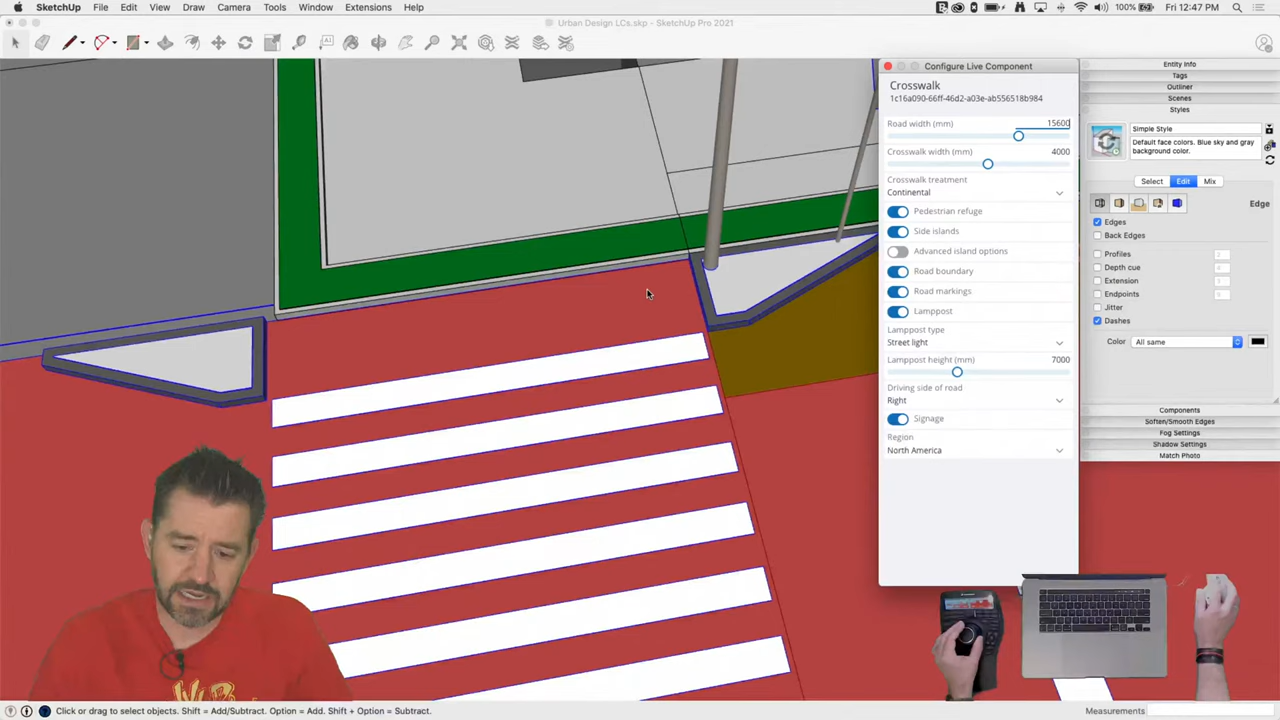 SketchUp File Edit View Draw Camera Tools Window Extensions Help
100% Fri 12:47 PM
Urban Design LCs.skp - SketchUp Pro 2021
Configure Live Component
Crosswalk
1c16a090-66ff-46d2-a03e-ab556518b984
Road width (mm) 15600
Crosswalk width (mm) 4000
Crosswalk treatment
Continental
Pedestrian refuge
Side islands
Advanced island options
Road boundary
Road markings
Lamppost
Lamppost type
Street light
Lamppost height (mm) 7000
Driving side of road
Right
Signage
Region
North America
Entity Info
Tags
Outliner
Scenes
Styles
Simple Style
Default face colors. Blue sky and gray
background color.
Select Edit Mix
Edge
Edges
Back Edges
Profiles
Depth cue
Extension
Endpoints
Jitter
Dashes
Color All same
Components
Soften/Smooth Edges
Fog Settings
Shadow Settings
Match Photo
Click or drag to select objects. Shift = Add/Subtract. Option = Add. Shift + Option = Subtract.
Measurements